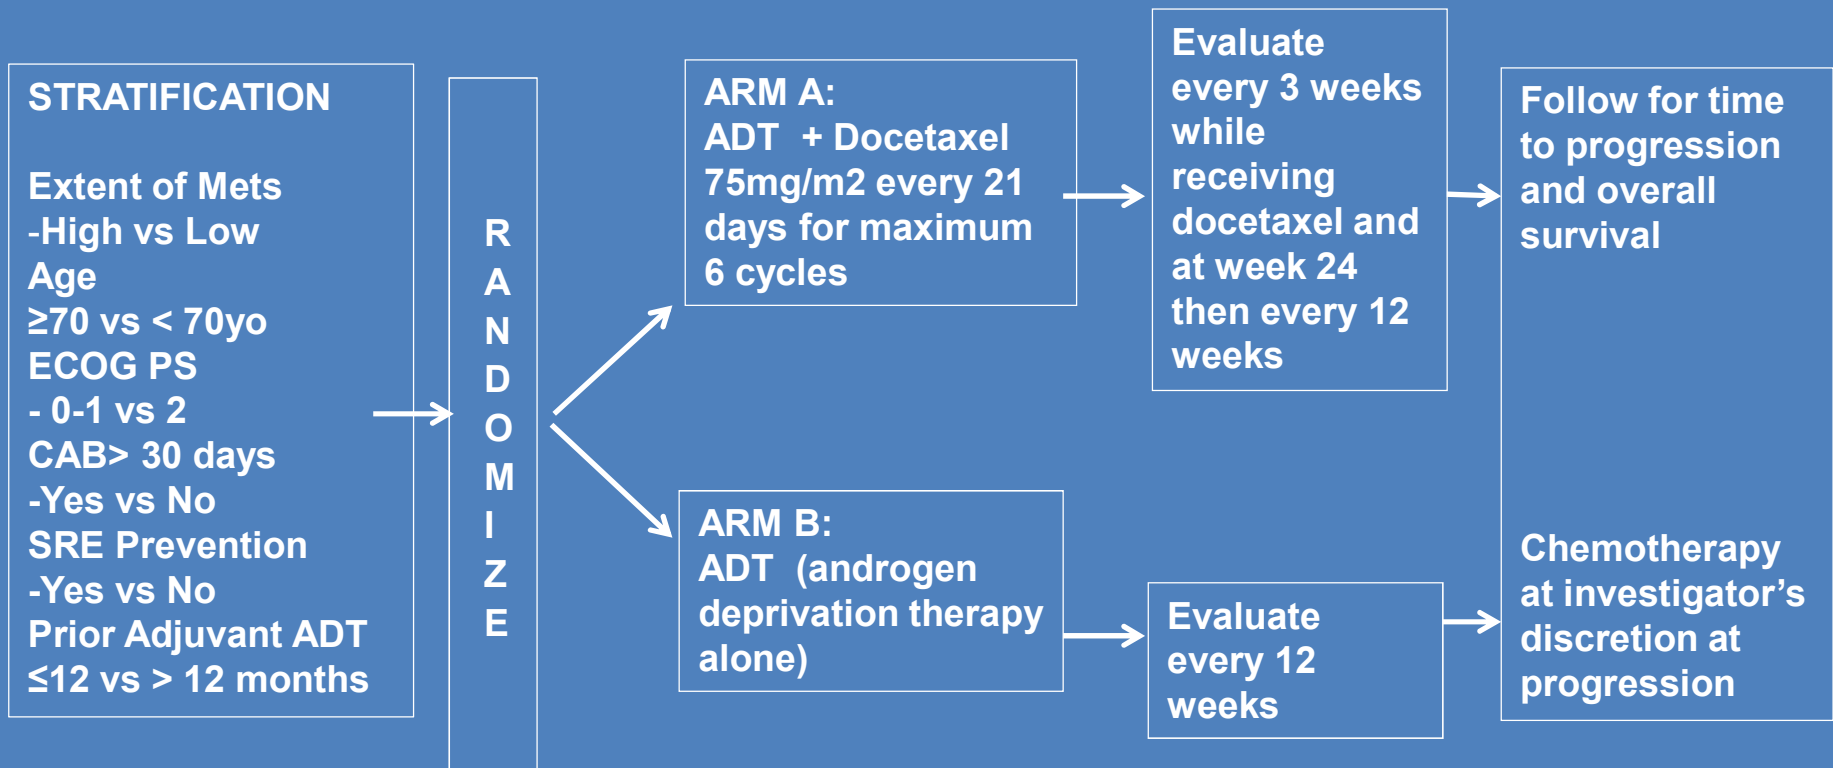 STRATIFICATION
Extent of Mets
-High vs Low
Age
≥70 vs < 70yo
ECOG PS
- 0-1 vs 2
CAB> 30 days
-Yes vs No
SRE Prevention
-Yes vs No
Prior Adjuvant ADT
≤12 vs > 12 months
R
A
N
D
O
M
I
Z
E
ARM A:
ADT + Docetaxel
75mg/m2 every 21
days for maximum
6 cycles
ARM B:
ADT (androgen
deprivation therapy
alone)
Evaluate
every 3 weeks
while
receiving
docetaxel and
at week 24
then every 12
weeks
Evaluate
every 12
weeks
Follow for time
to progression
and overall
survival
Chemotherapy
at investigator’s
discretion at
progression